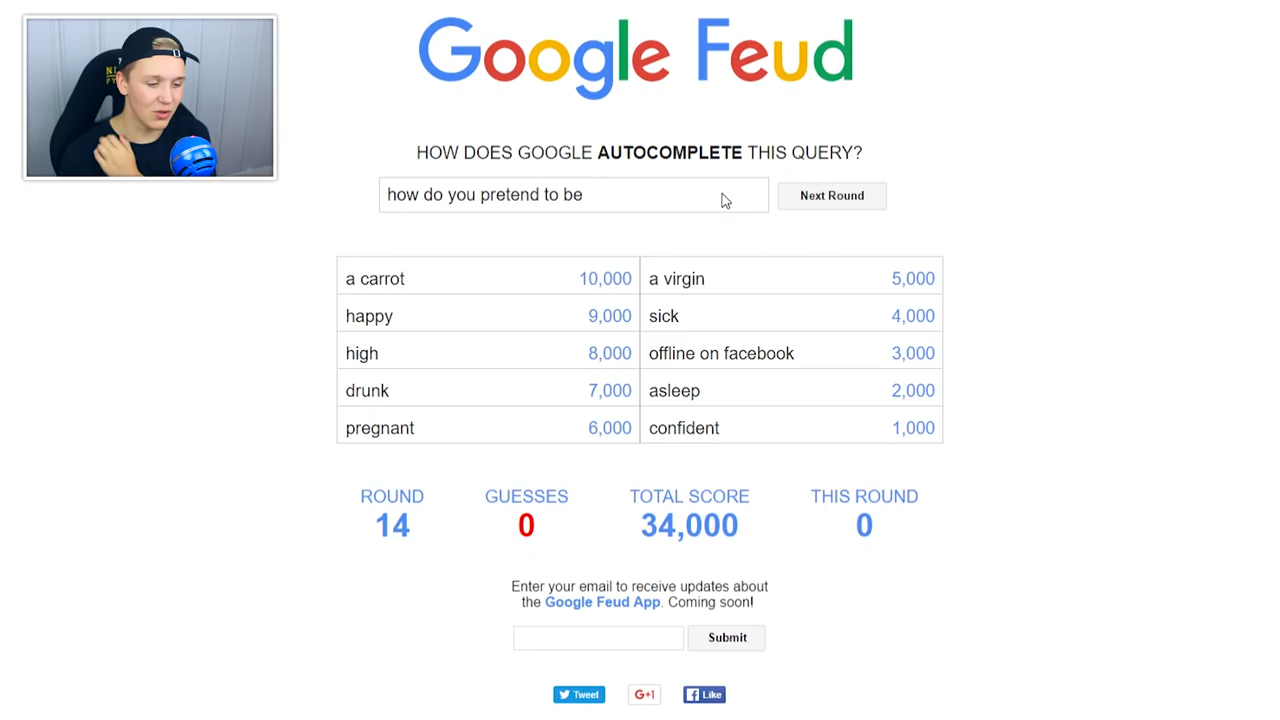 Google Feud
HOW DOES GOOGLE AUTOCOMPLETE THIS QUERY?
how do you pretend to be
Next Round
a carrot 10,000 a virgin 5,000
happy 9,000 sick 4,000
high 8,000 offline on facebook 3,000
drunk 7,000 asleep 2,000
pregnant 6,000 confident 1,000
ROUND GUESSES TOTAL SCORE THIS ROUND
14 0 34,000 0
Enter your email to receive updates about
the Google Feud App. Coming soon!
Submit
Tweet G+1 Like